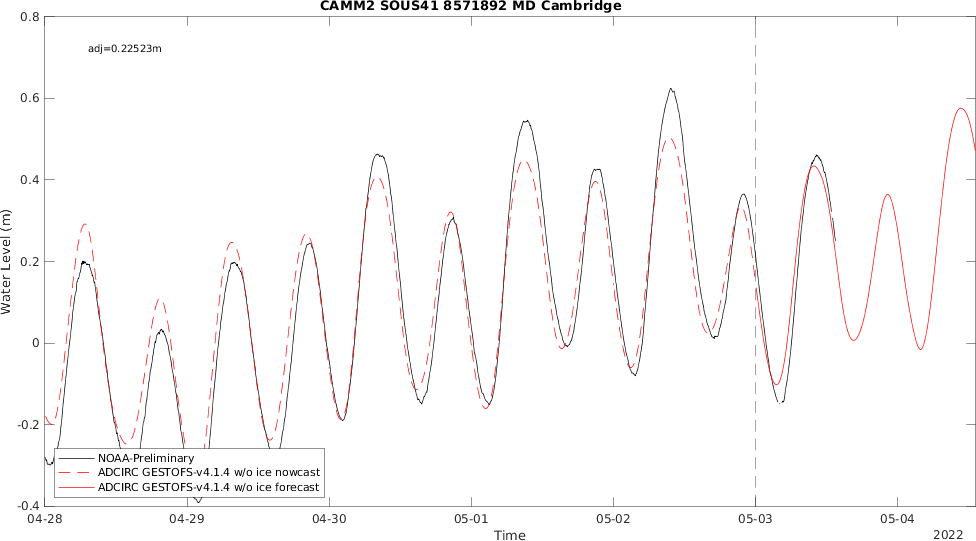 CAMM2 SOUS41 8571892 MD Cambridge
adj=0.22523m
0.8
0.6
0.4
0.2
0
-0.2
-0.4
Water Level (m)
NOAA-Preliminary
ADCIRC GESTOFS-v4.1.4 w/o ice nowcast
ADCIRC GESTOFS-v4.1.4 w/o ice forecast
04-28 04-29 04-30 05-01 05-02 05-03 05-04
Time
2022